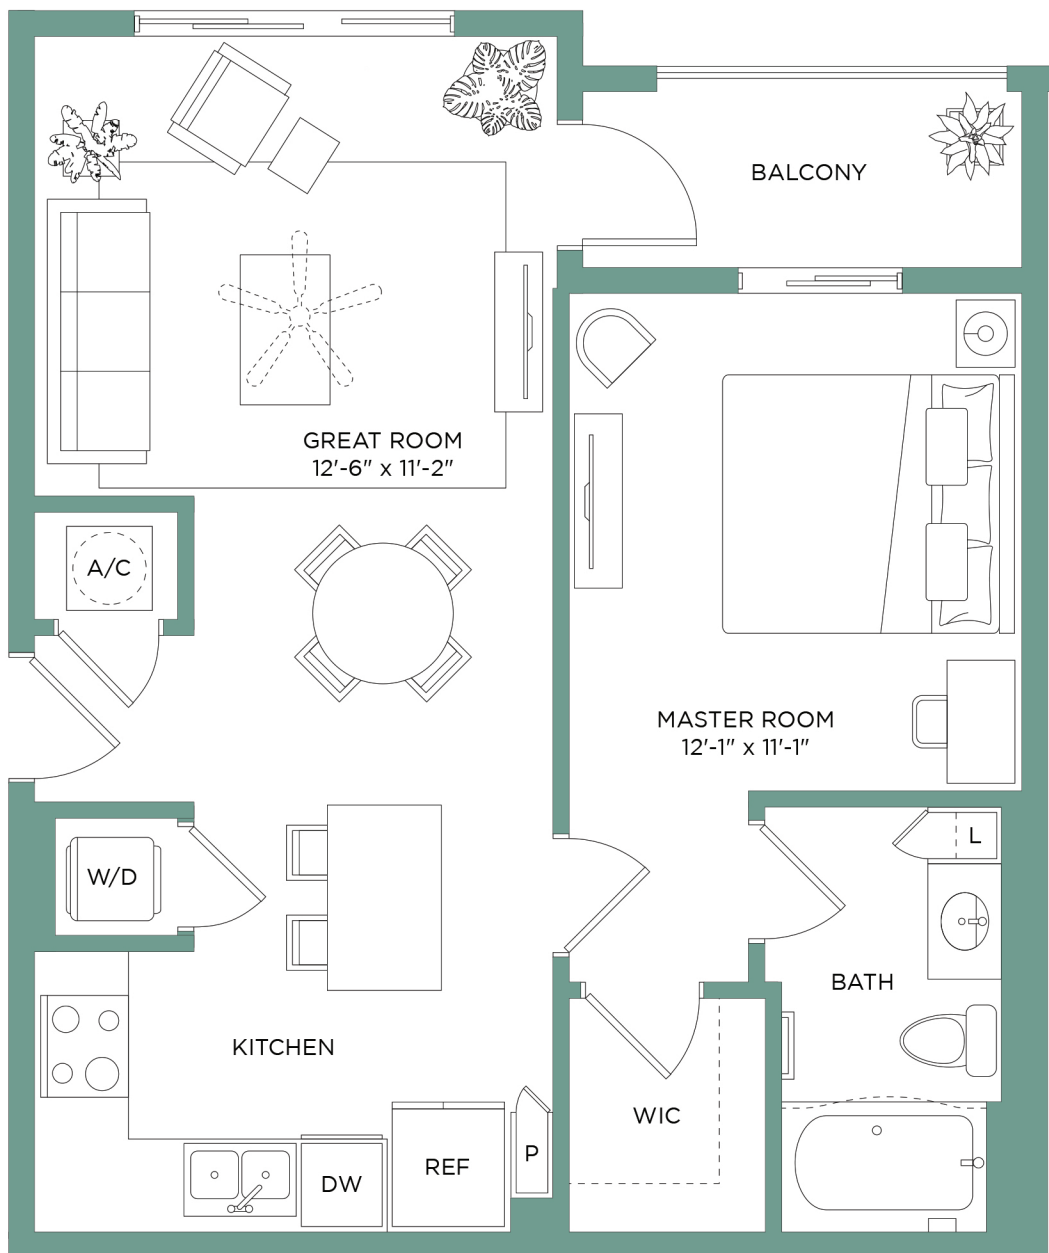 BALCONY
GREAT ROOM
12'-6" x 11'-2"
A/C
MASTER ROOM
12'-1" x 11'-1"
L
W/D
BATH
KITCHEN
WIC
P
REF
DW